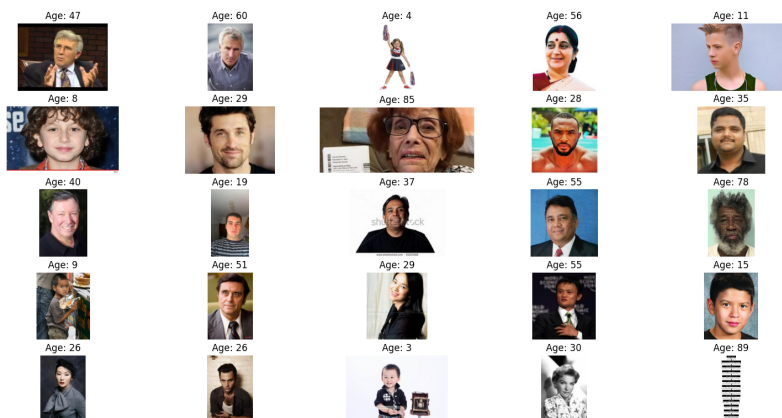 Age: 47
Age: 60
Age: 4
Age: 56
Age: 11
Age: 8
Age: 29
Age: 85
Age: 28
Age: 35
Age: 40
Age: 19
Age: 37
Age: 55
Age: 78
Age: 9
Age: 51
Age: 29
Age: 55
Age: 15
Age: 26
Age: 26
Age: 3
Age: 30
Age: 89